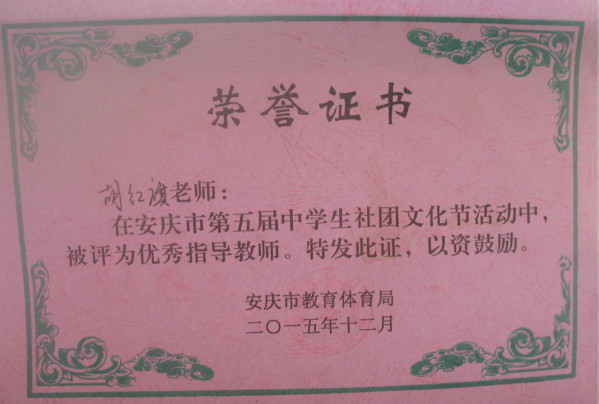 荣誉证书
胡红渡老师：
在安庆市第五届中学生社团文化节活动中，
被评为优秀指导教师。特发此证，以资鼓励。
安庆市教育体育局
二〇一五年十二月